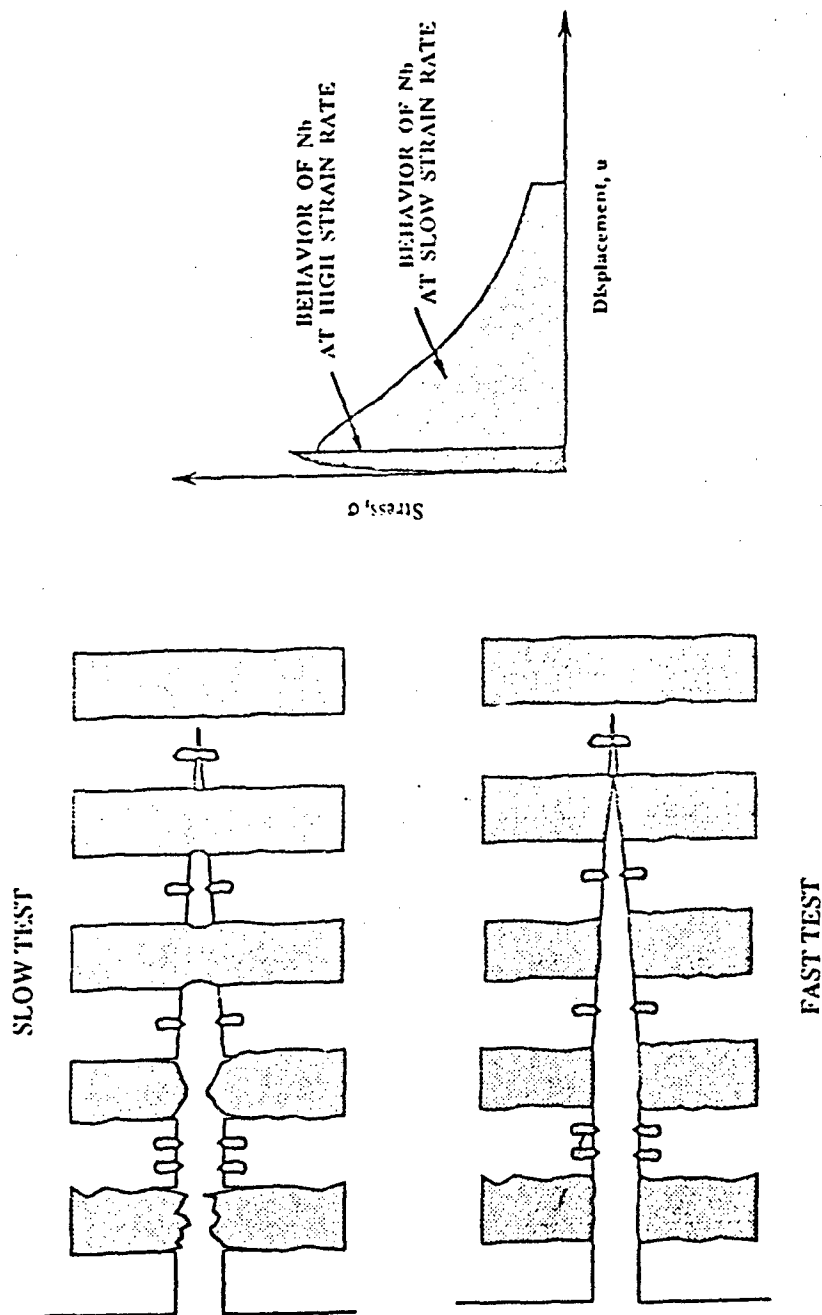 SLOW TEST
FAST TEST
BEHAVIOR OF Nb
AT HIGH STRAIN RATE
BEHAVIOR OF Nb
AT SLOW STRAIN RATE
Stress, σ
Displacement, u